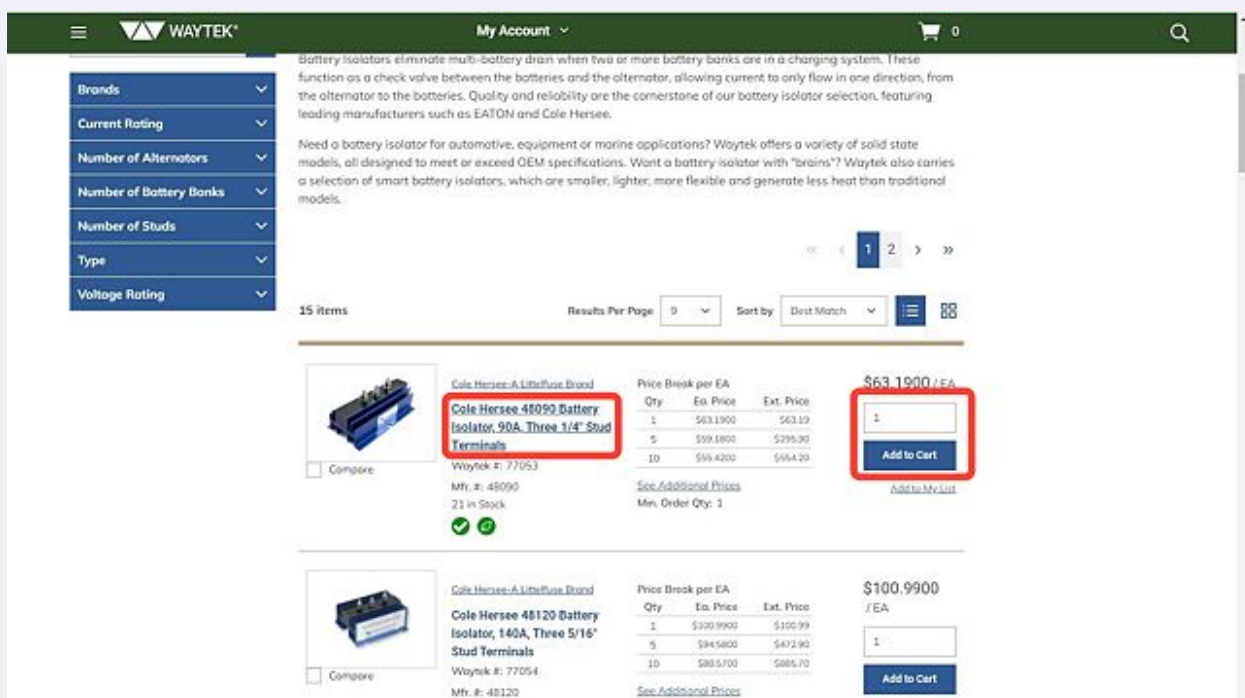 WAYTEK
My Account
0
Battery Isolators eliminate multi-battery drain when two or more battery banks are in a charging system. These
function as a check valve between the batteries and the alternator, allowing current to only flow in one direction, from
the alternator to the batteries. Quality and reliability are the cornerstone of our battery isolator selection, featuring
leading manufacturers such as EATON and Cole Hersee.
Need a battery isolator for automotive, equipment or marine applications? Waytek offers a variety of solid state
models, all designed to meet or exceed OEM specifications. Want a battery isolator with "brains"? Waytek also carries
a selection of smart battery isolators, which are smaller, lighter, more flexible and generate less heat than traditional
models.
Brands
Current Rating
Number of Alternators
Number of Battery Banks
Number of Studs
Type
Voltage Rating
« ‹ 1 2 › »
15 items
Results Per Page 9
Sort by Best Match
Cole Hersee-A Littelfuse Brand
Cole Hersee 48090 Battery
Isolator, 90A, Three 1/4" Stud
Terminals
Waytek #: 77053
Mfr. #: 48090
21 in Stock
Compare
Price Break per EA
Qty Ea. Price Ext. Price
1 $63.1900 $63.19
5 $59.1800 $295.90
10 $55.4200 $554.20
See Additional Prices
Min. Order Qty: 1
$63.1900 / EA
1
Add to Cart
Add to My List
Cole Hersee-A Littelfuse Brand
Cole Hersee 48120 Battery
Isolator, 140A, Three 5/16"
Stud Terminals
Waytek #: 77054
Mfr. #: 48120
Compare
Price Break per EA
Qty Ea. Price Ext. Price
1 $100.9900 $100.99
5 $94.5800 $472.90
10 $88.5700 $885.70
See Additional Prices
$100.9900
/ EA
1
Add to Cart